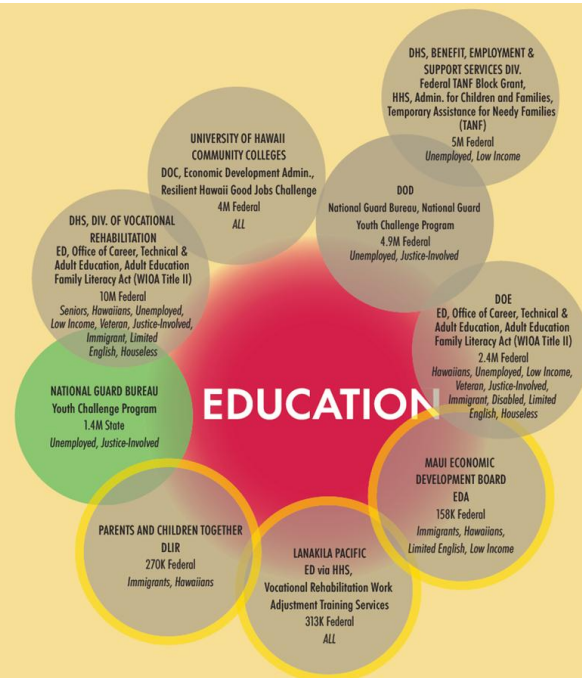 DHS, BENEFIT, EMPLOYMENT &
SUPPORT SERVICES DIV.
Federal TANF Block Grant,
HHS, Admin. for Children and Families,
Temporary Assistance for Needy Families
(TANF)
5M Federal
Unemployed, Low Income
UNIVERSITY OF HAWAII
COMMUNITY COLLEGES
DOC, Economic Development Admin.,
Resilient Hawaii Good Jobs Challenge
4M Federal
ALL
DOD
National Guard Bureau, National Guard
Youth Challenge Program
4.9M Federal
Unemployed, Justice-Involved
DHS, DIV. OF VOCATIONAL
REHABILITATION
ED, Office of Career, Technical &
Adult Education, Adult Education
Family Literacy Act (WIOA Title II)
10M Federal
Seniors, Hawaiians, Unemployed,
Low Income, Veteran, Justice-Involved,
Immigrant, Limited
English, Houseless
DOE
ED, Office of Career, Technical &
Adult Education, Adult Education
Family Literacy Act (WIOA Title II)
2.4M Federal
Hawaiians, Unemployed, Low Income,
Veteran, Justice-Involved,
Immigrant, Disabled, Limited
English, Houseless
NATIONAL GUARD BUREAU
Youth Challenge Program
1.4M State
Unemployed, Justice-Involved
EDUCATION
MAUI ECONOMIC
DEVELOPMENT BOARD
EDA
158K Federal
Immigrants, Hawaiians,
Limited English, Low Income
PARENTS AND CHILDREN TOGETHER
DLIR
270K Federal
Immigrants, Hawaiians
LANAKILA PACIFIC
ED via HHS,
Vocational Rehabilitation Work
Adjustment Training Services
313K Federal
ALL